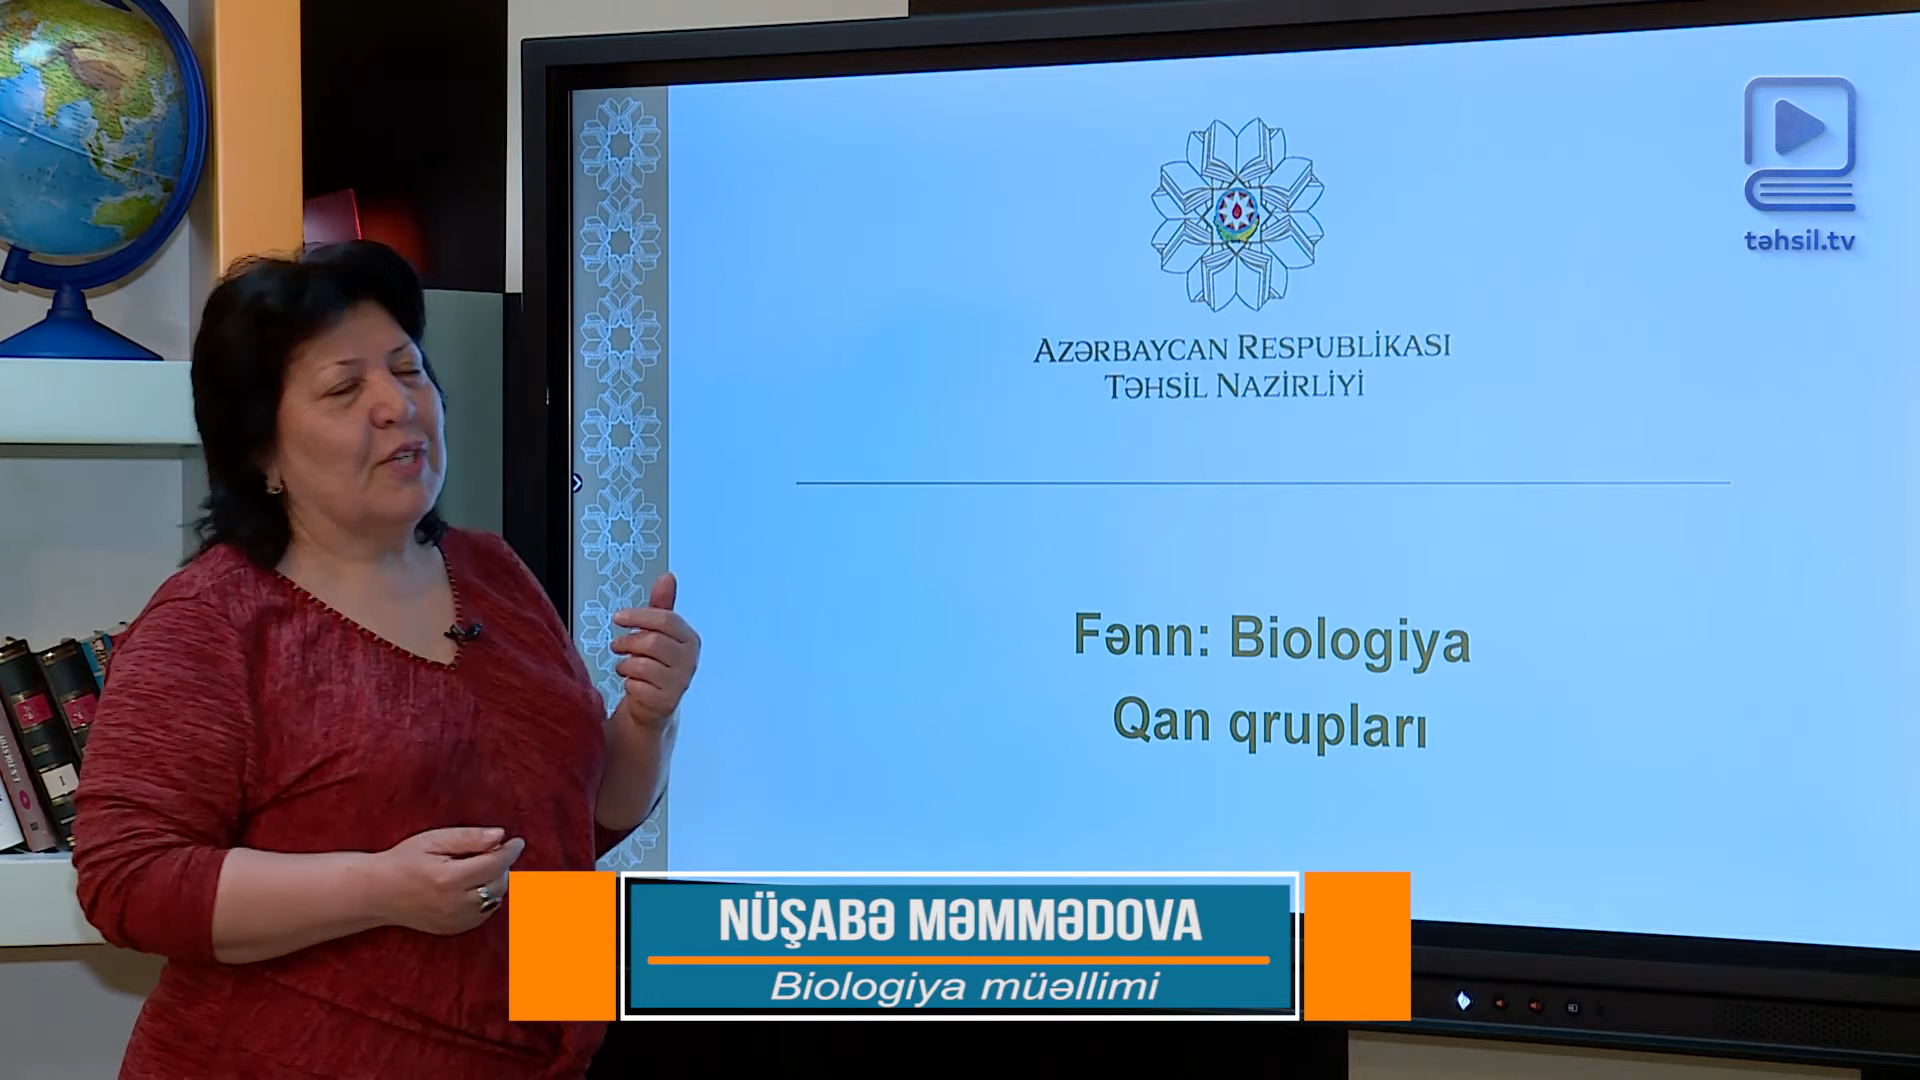 təhsil.tv
AZƏRBAYCAN RESPUBLİKASI
TƏHSİL NAZİRLİYİ
Fənn: Biologiya
Qan qrupları
NÜŞABƏ MƏMMƏDOVA
Biologiya müəllimi